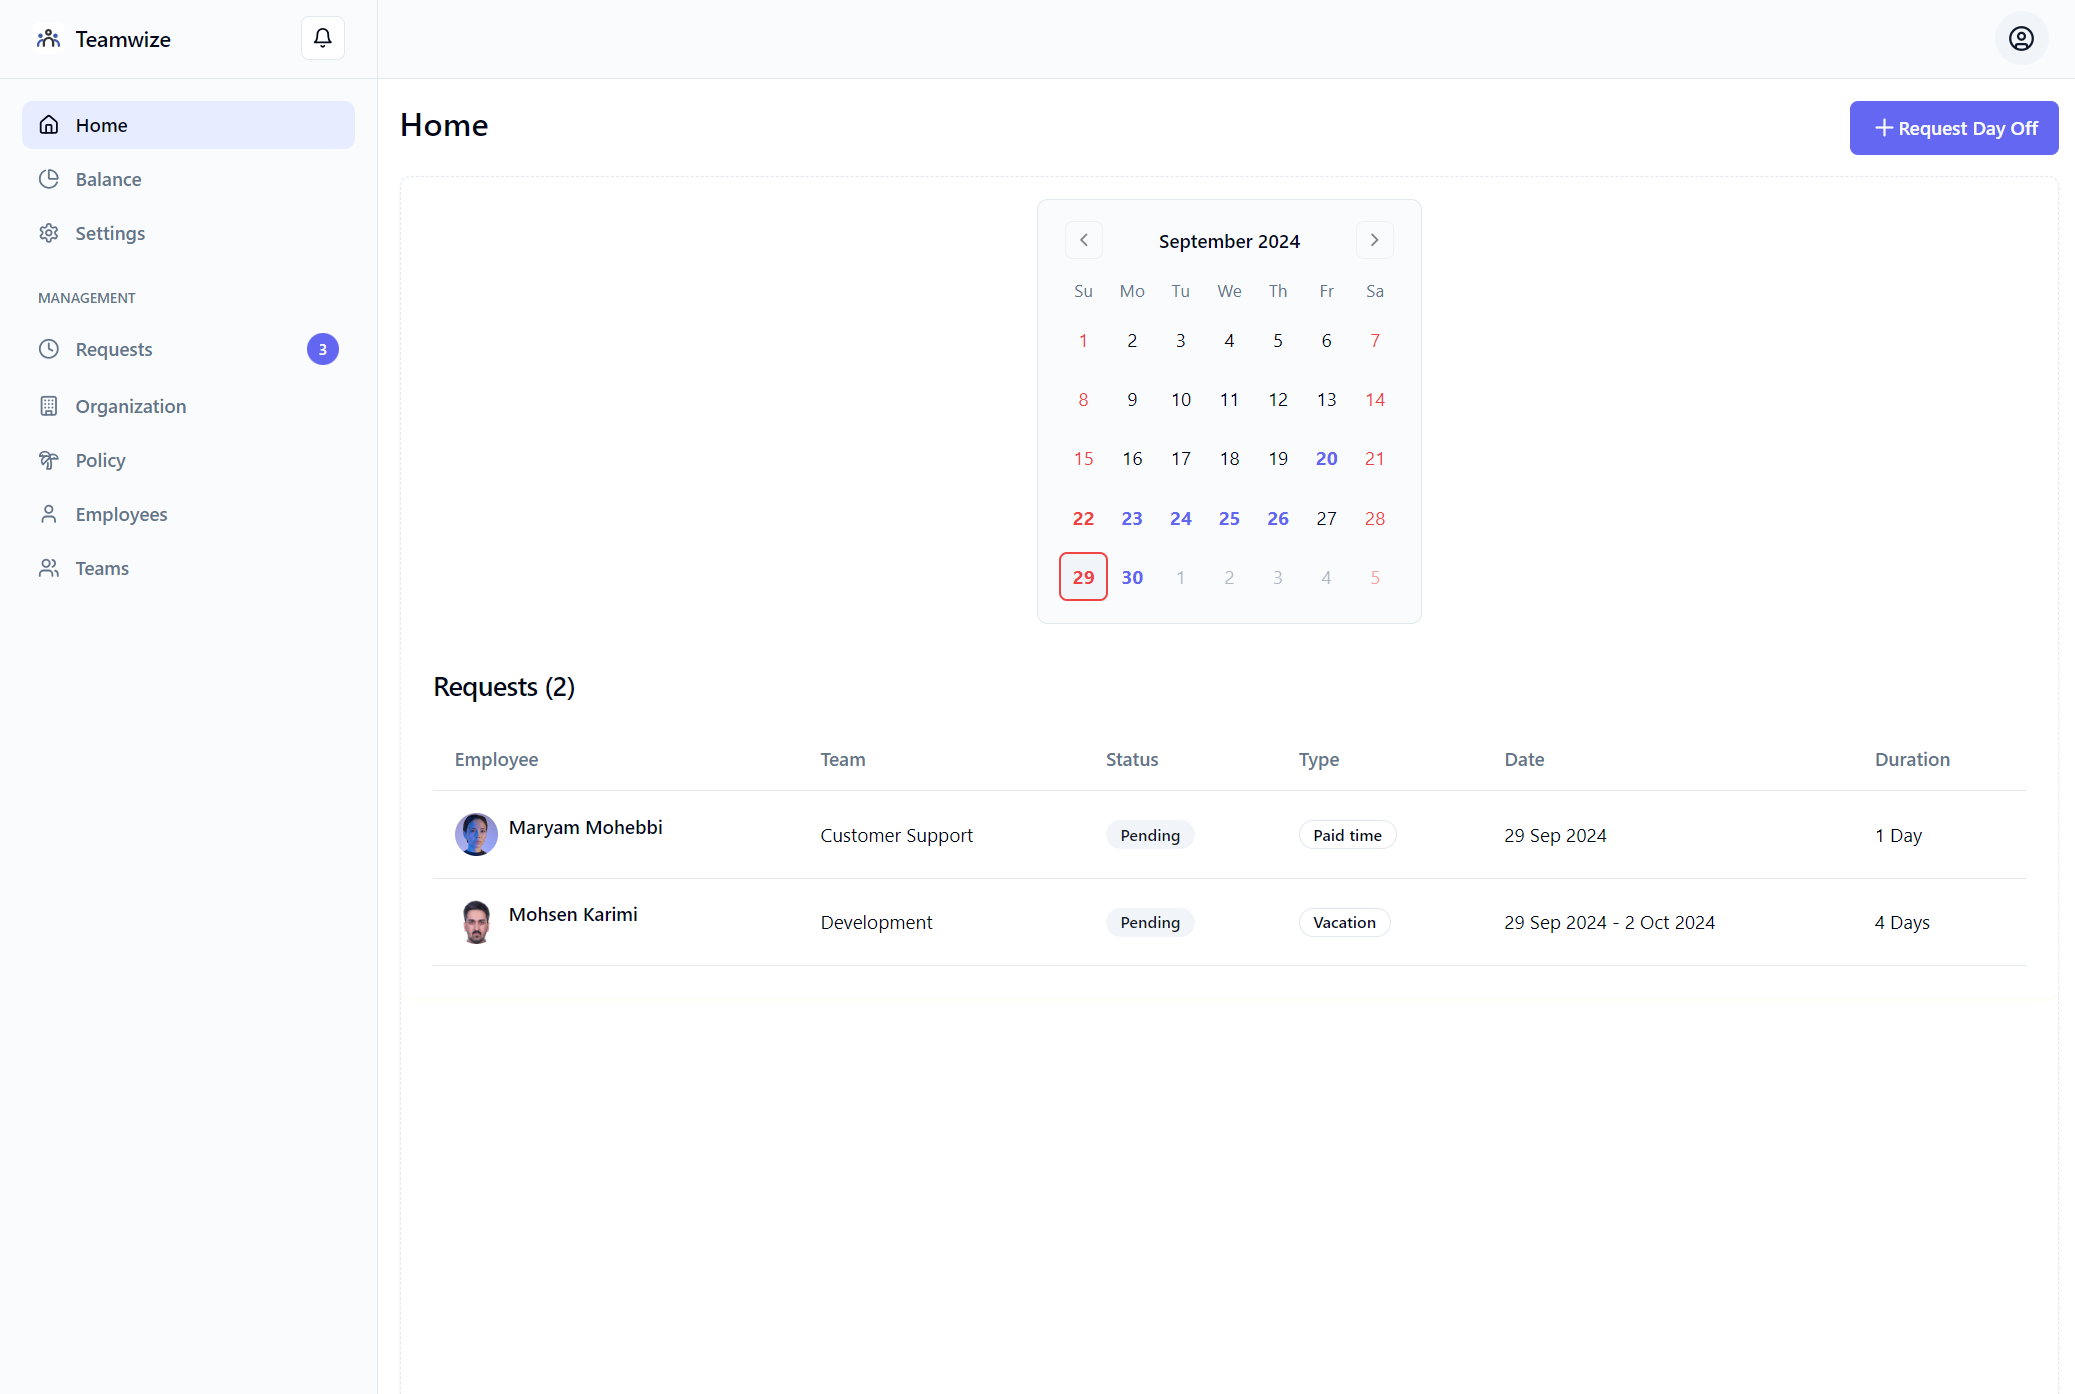 Teamwize
Home
Balance
Settings
MANAGEMENT
Requests 3
Organization
Policy
Employees
Teams
Home
Request Day Off
September 2024
Su Mo Tu We Th Fr Sa
1 2 3 4 5 6 7
8 9 10 11 12 13 14
15 16 17 18 19 20 21
22 23 24 25 26 27 28
29 30 1 2 3 4 5
Requests (2)
Employee Team Status Type Date Duration
Maryam Mohebbi Customer Support Pending Paid time 29 Sep 2024 1 Day
Mohsen Karimi Development Pending Vacation 29 Sep 2024 - 2 Oct 2024 4 Days